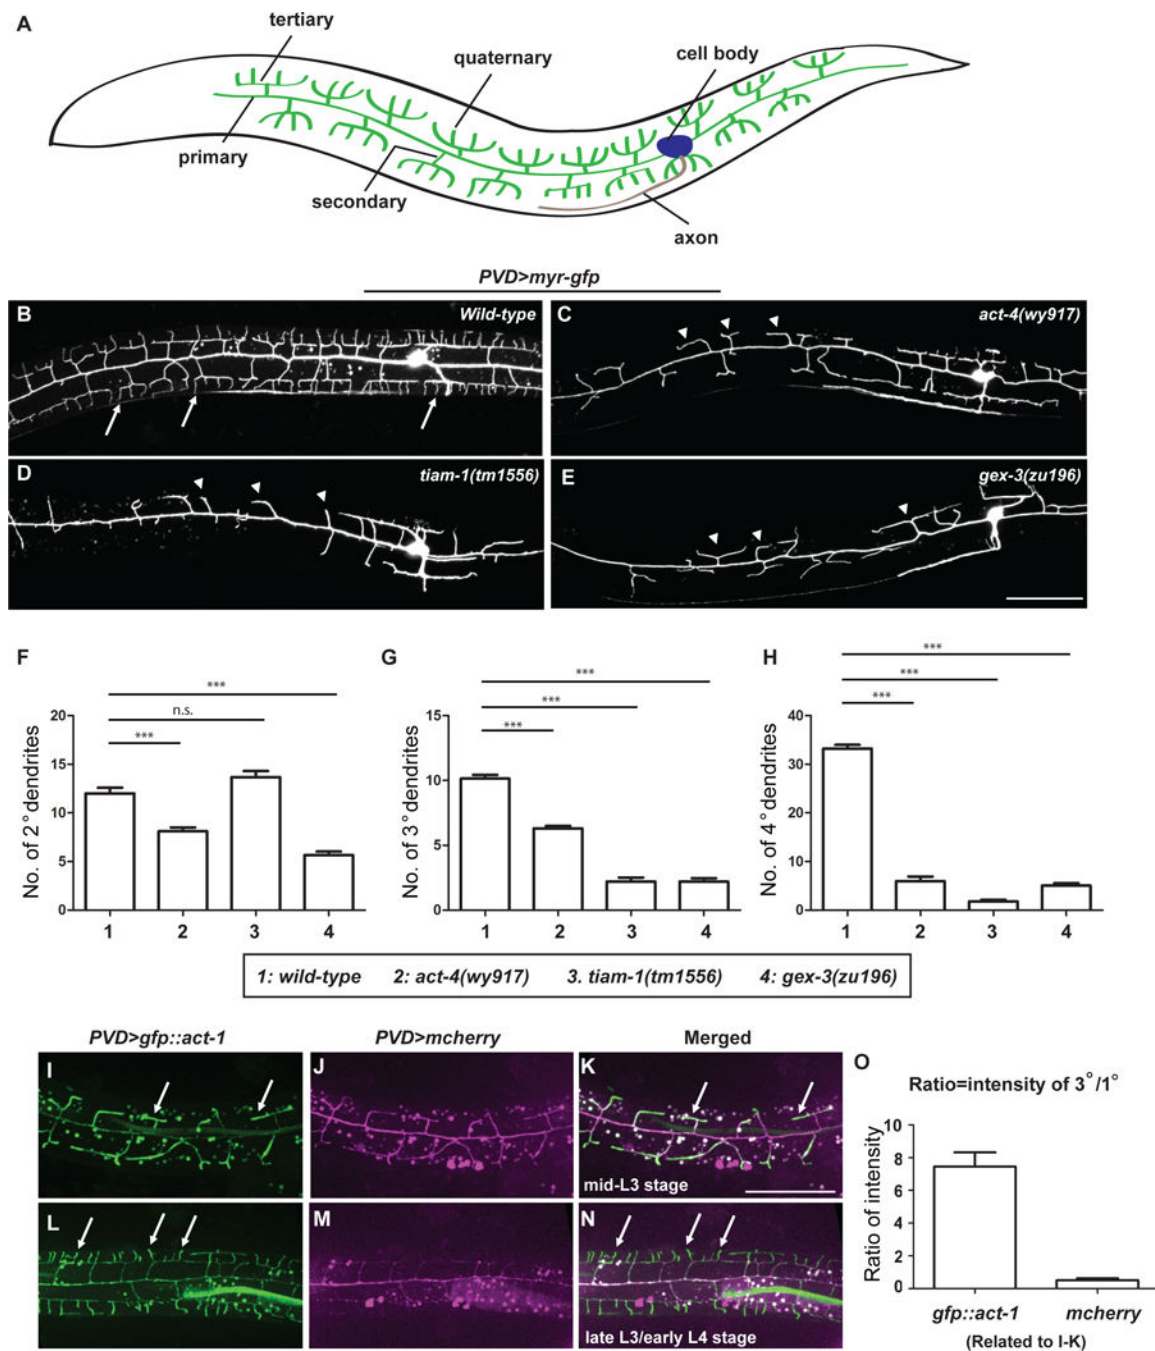 A
tertiary
quaternary
cell body
primary
secondary
axon
PVD>myr-gfp
B
Wild-type
C
act-4(wy917)
D
tiam-1(tm1556)
E
gex-3(zu196)
F
***
n.s.
***
20
15
10
5
0
No. of 2° dendrites
1 2 3 4
G
***
***
***
15
10
5
0
No. of 3° dendrites
1 2 3 4
H
***
***
***
40
30
20
10
0
No. of 4° dendrites
1 2 3 4
1: wild-type 2: act-4(wy917) 3. tiam-1(tm1556) 4: gex-3(zu196)
PVD>gfp::act-1
PVD>mcherry
Merged
I
J
K
mid-L3 stage
L
M
N
late L3/early L4 stage
O
Ratio=intensity of 3°/1°
10
8
6
4
2
0
Ratio of intensity
gfp::act-1 mcherry
(Related to I-K)